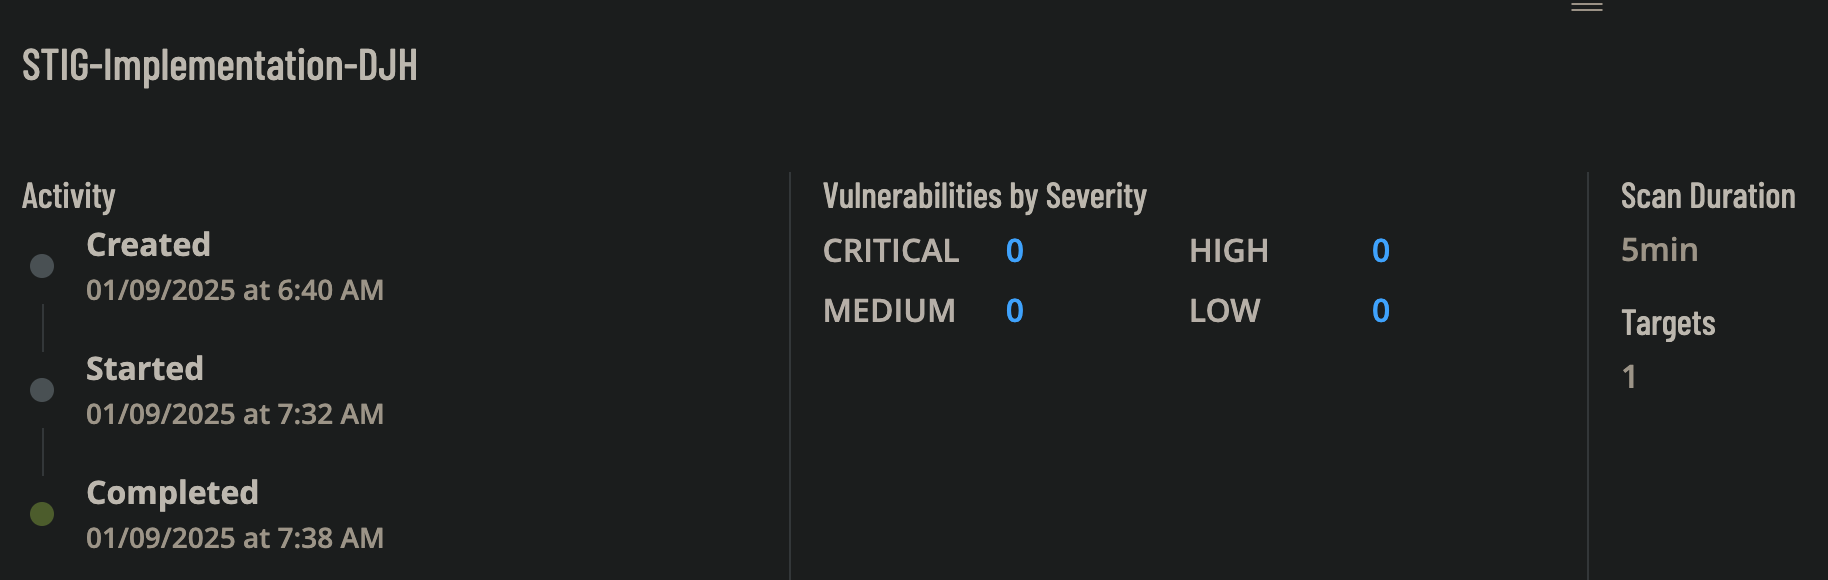 STIG-Implementation-DJH
Activity
Created
01/09/2025 at 6:40 AM
Started
01/09/2025 at 7:32 AM
Completed
01/09/2025 at 7:38 AM
Vulnerabilities by Severity
CRITICAL 0 HIGH 0
MEDIUM 0 LOW 0
Scan Duration
5min
Targets
1